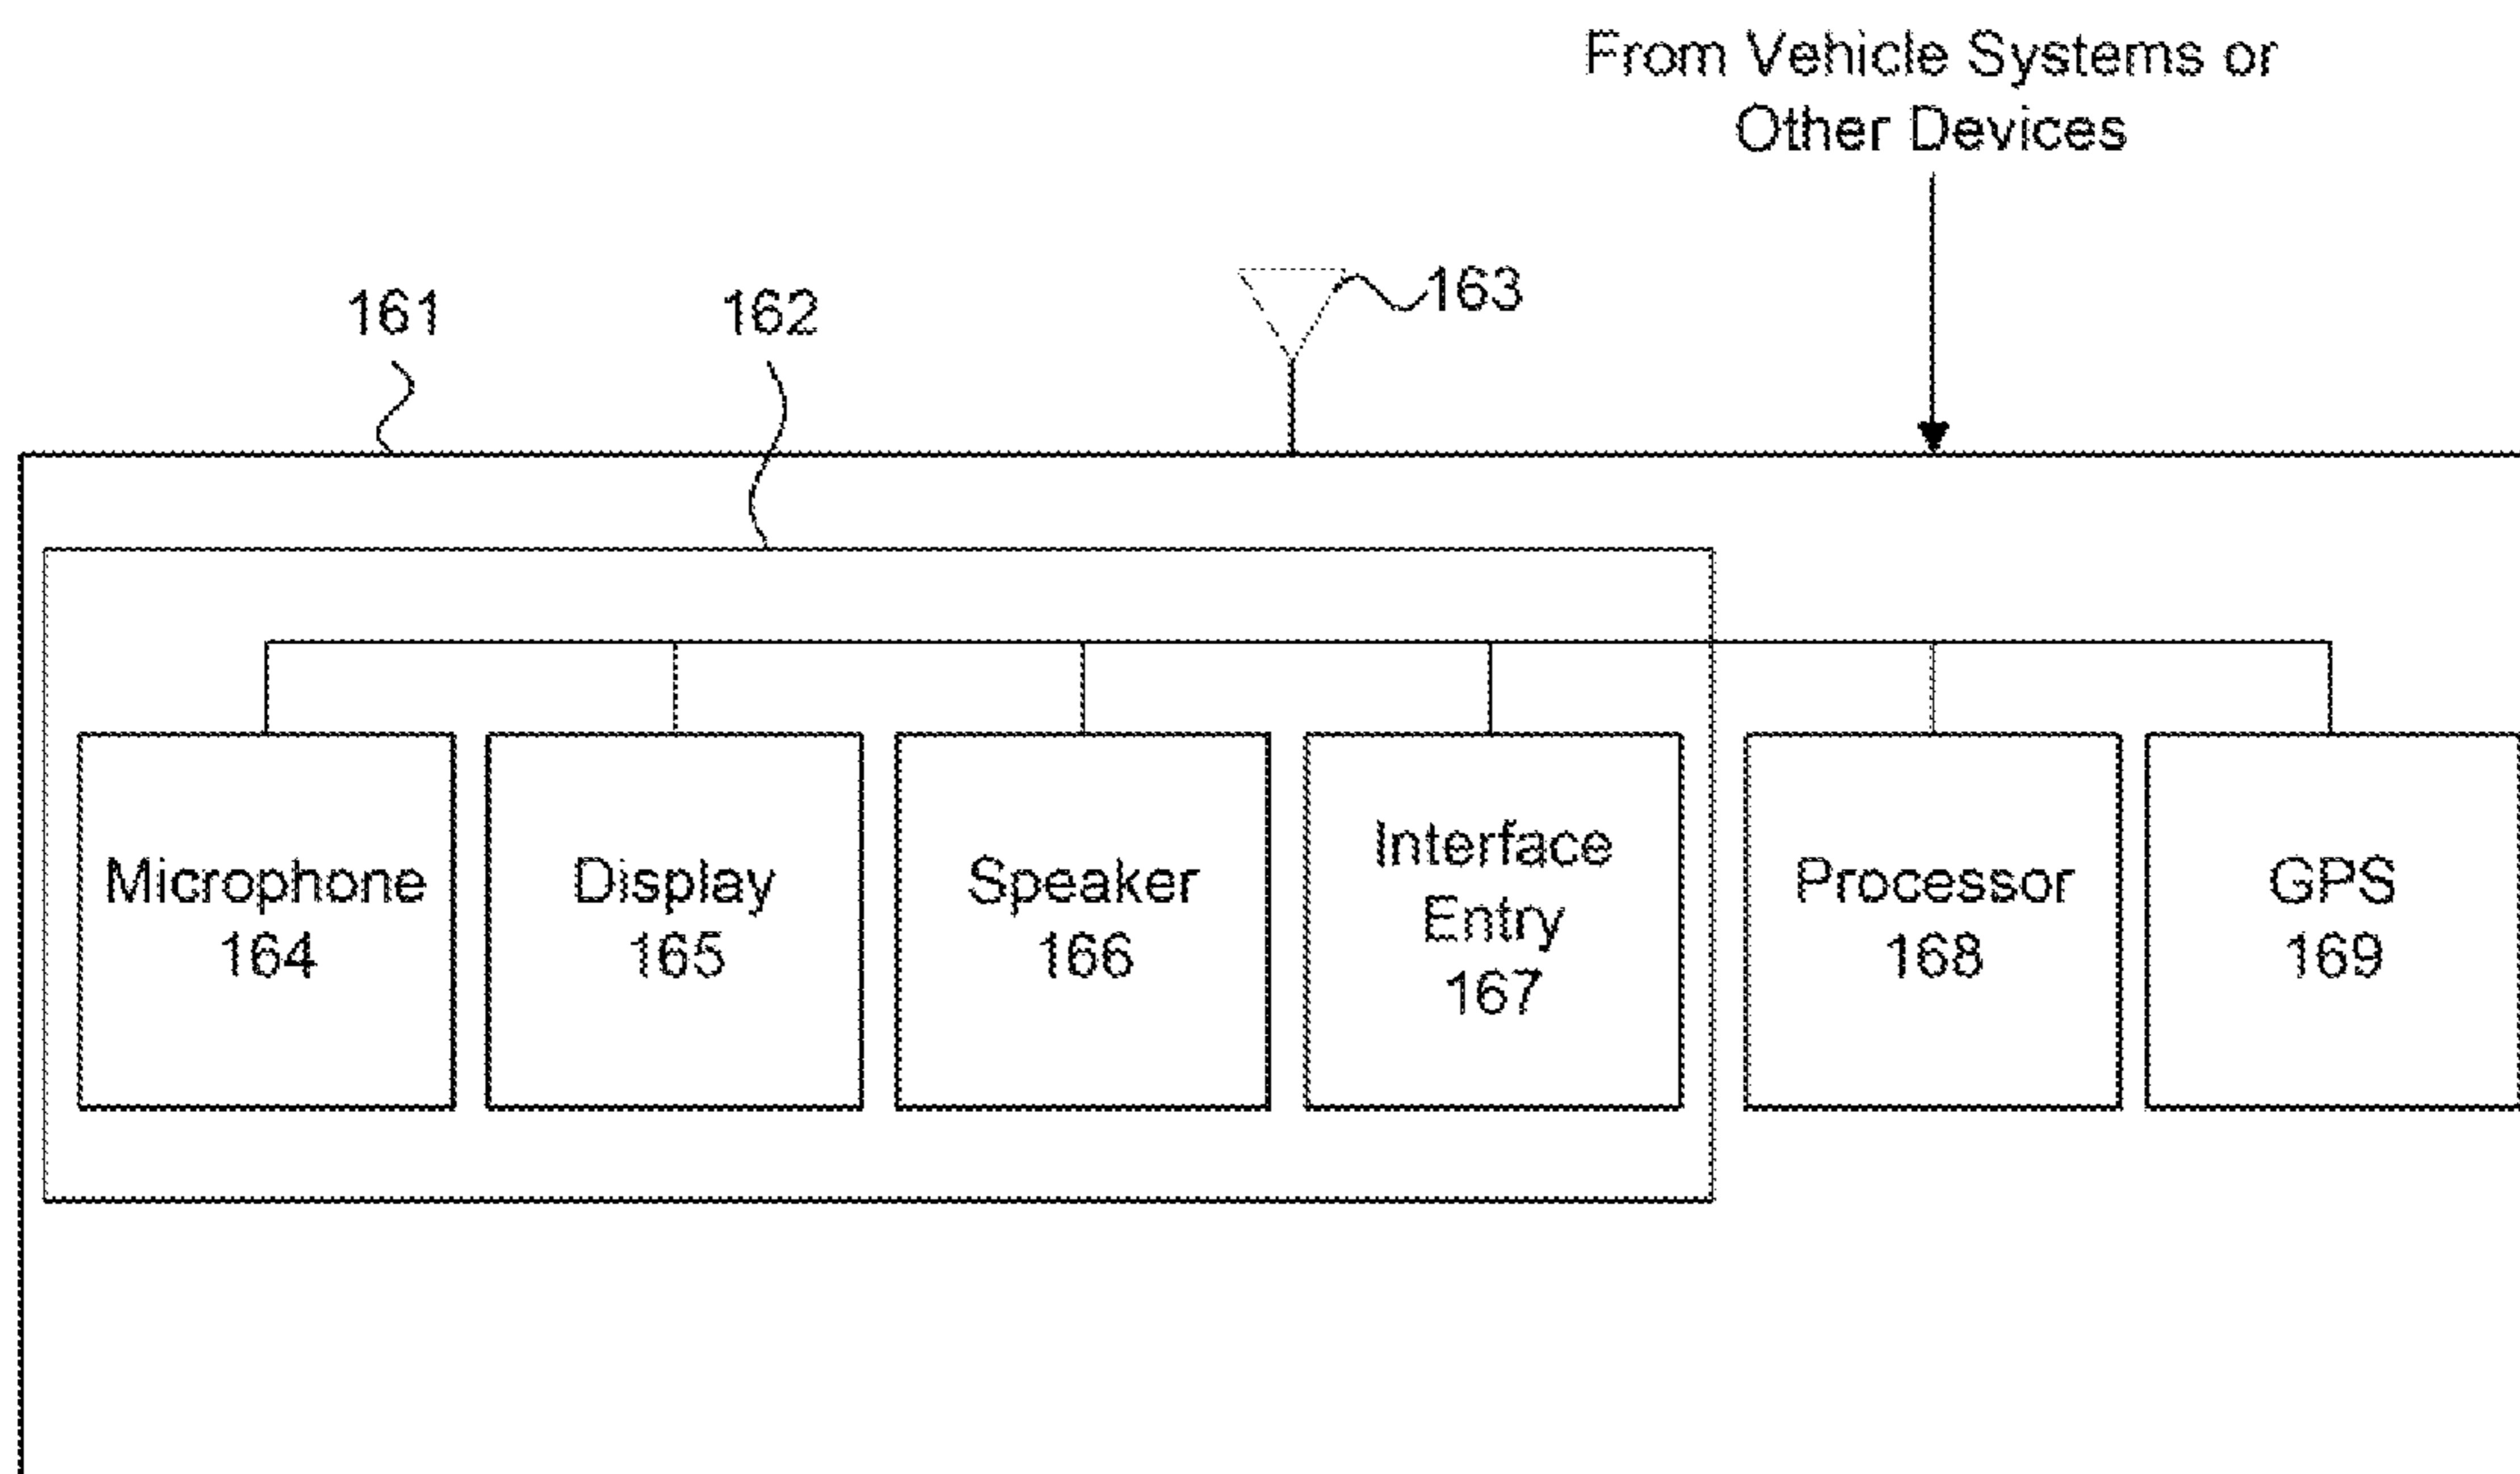 From Vehicle Systems or
Other Devices
161
162
163
Microphone
164
Display
165
Speaker
166
Interface
Entry
167
Processor
168
GPS
169